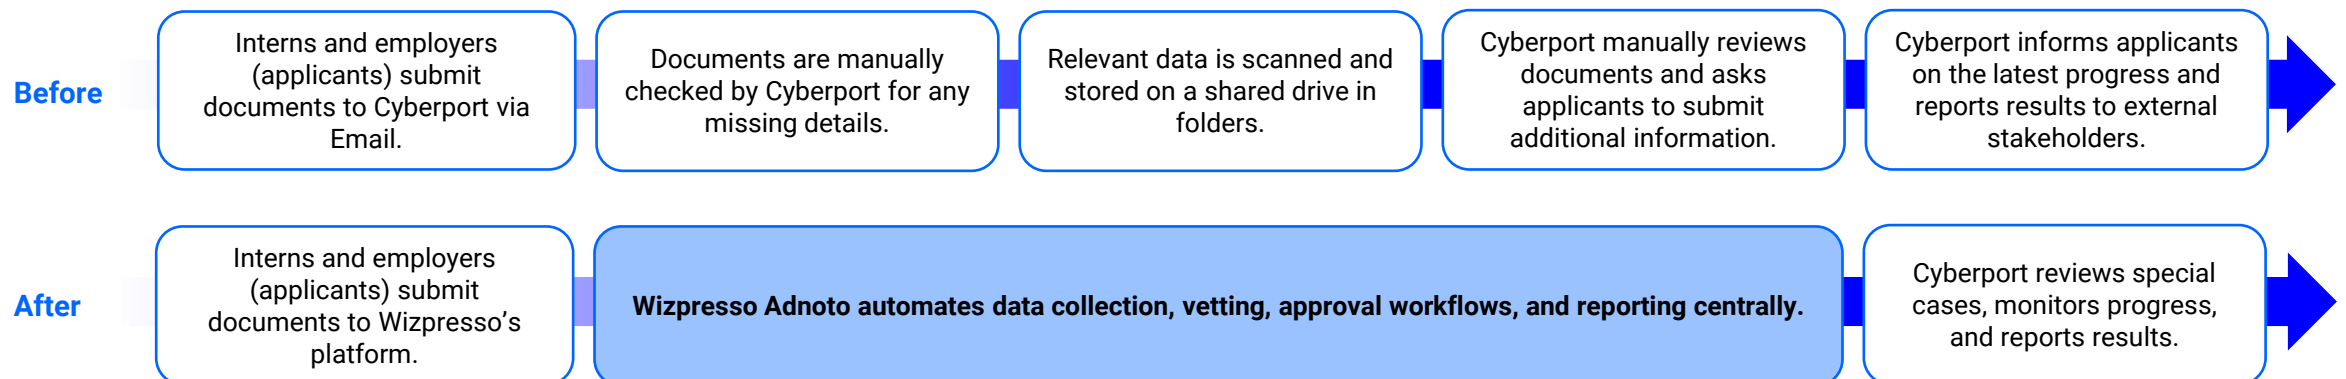 Before
Interns and employers
(applicants) submit
documents to Cyberport via
Email.
Documents are manually
checked by Cyberport for any
missing details.
Relevant data is scanned and
stored on a shared drive in
folders.
Cyberport manually reviews
documents and asks
applicants to submit
additional information.
Cyberport informs applicants
on the latest progress and
reports results to external
stakeholders.
After
Interns and employers
(applicants) submit
documents to Wizpresso’s
platform.
Wizpresso Adnoto automates data collection, vetting, approval workflows, and reporting centrally.
Cyberport reviews special
cases, monitors progress,
and reports results.